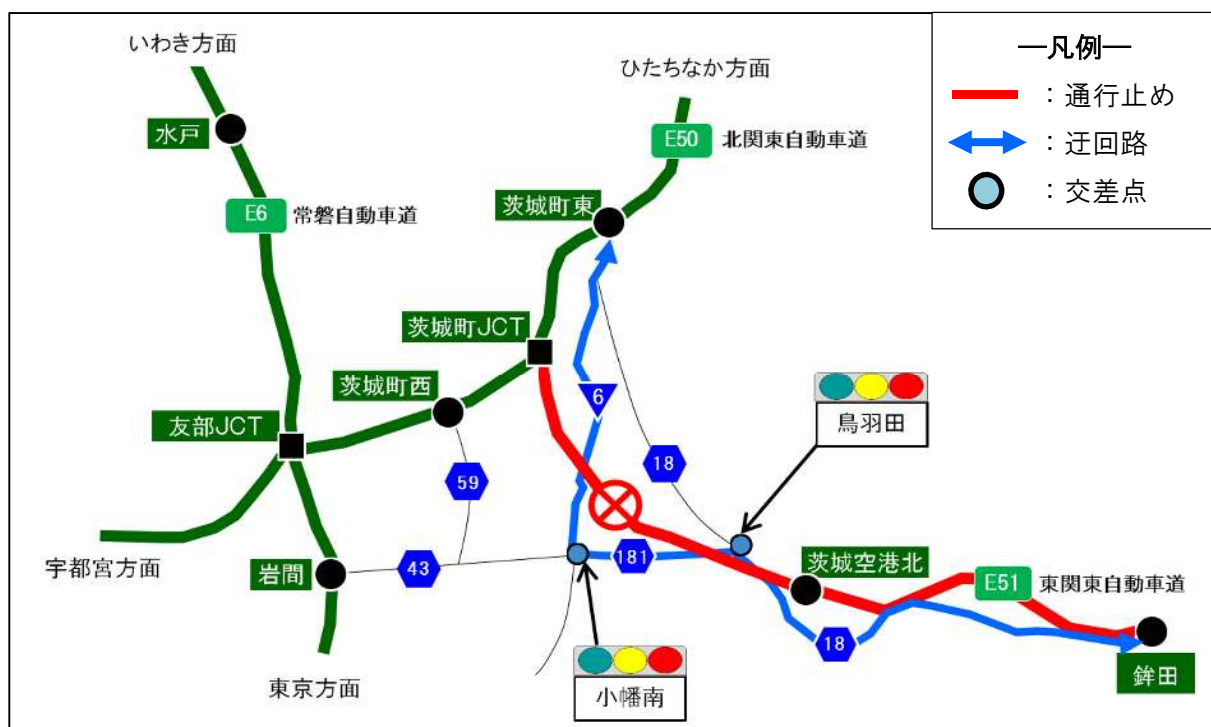 いわき方面
ひたちなか方面
―凡例―
：通行止め
：迂回路
：交差点
水戸
E50
北関東自動車道
E6
常磐自動車道
茨城町東
茨城町JCT
茨城町西
6
鳥羽田
友部JCT
18
59
宇都宮方面
岩間
43
181
茨城空港北
E51
東関東自動車道
18
鉾田
東京方面
小幡南